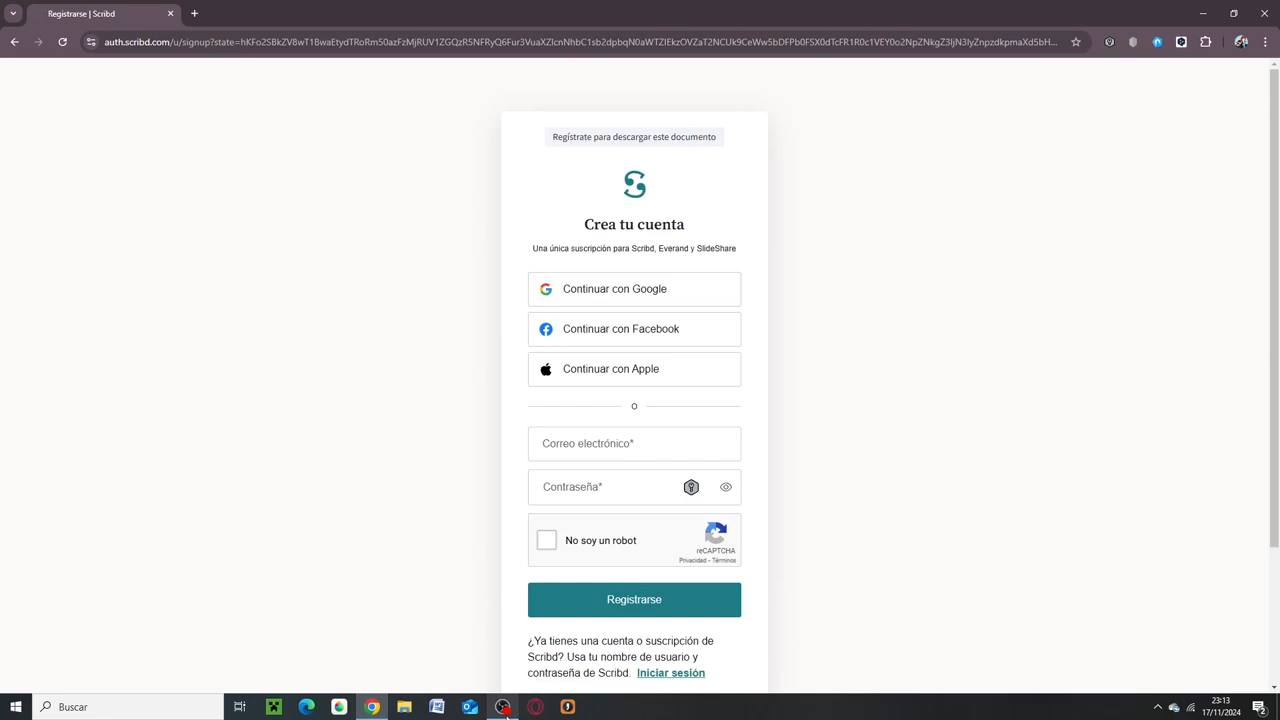 Registrarse | Scribd
auth.scribd.com/u/signup?state=
Regístrate para descargar este documento
Crea tu cuenta
Una única suscripción para Scribd, Everand y SlideShare
Continuar con Google
Continuar con Facebook
Continuar con Apple
O
Correo electrónico*
Contraseña*
No soy un robot
reCAPTCHA
Privacidad - Términos
Registrarse
¿Ya tienes una cuenta o suscripción de
Scribd? Usa tu nombre de usuario y
contraseña de Scribd. Iniciar sesión
Buscar
23:13
17/11/2024